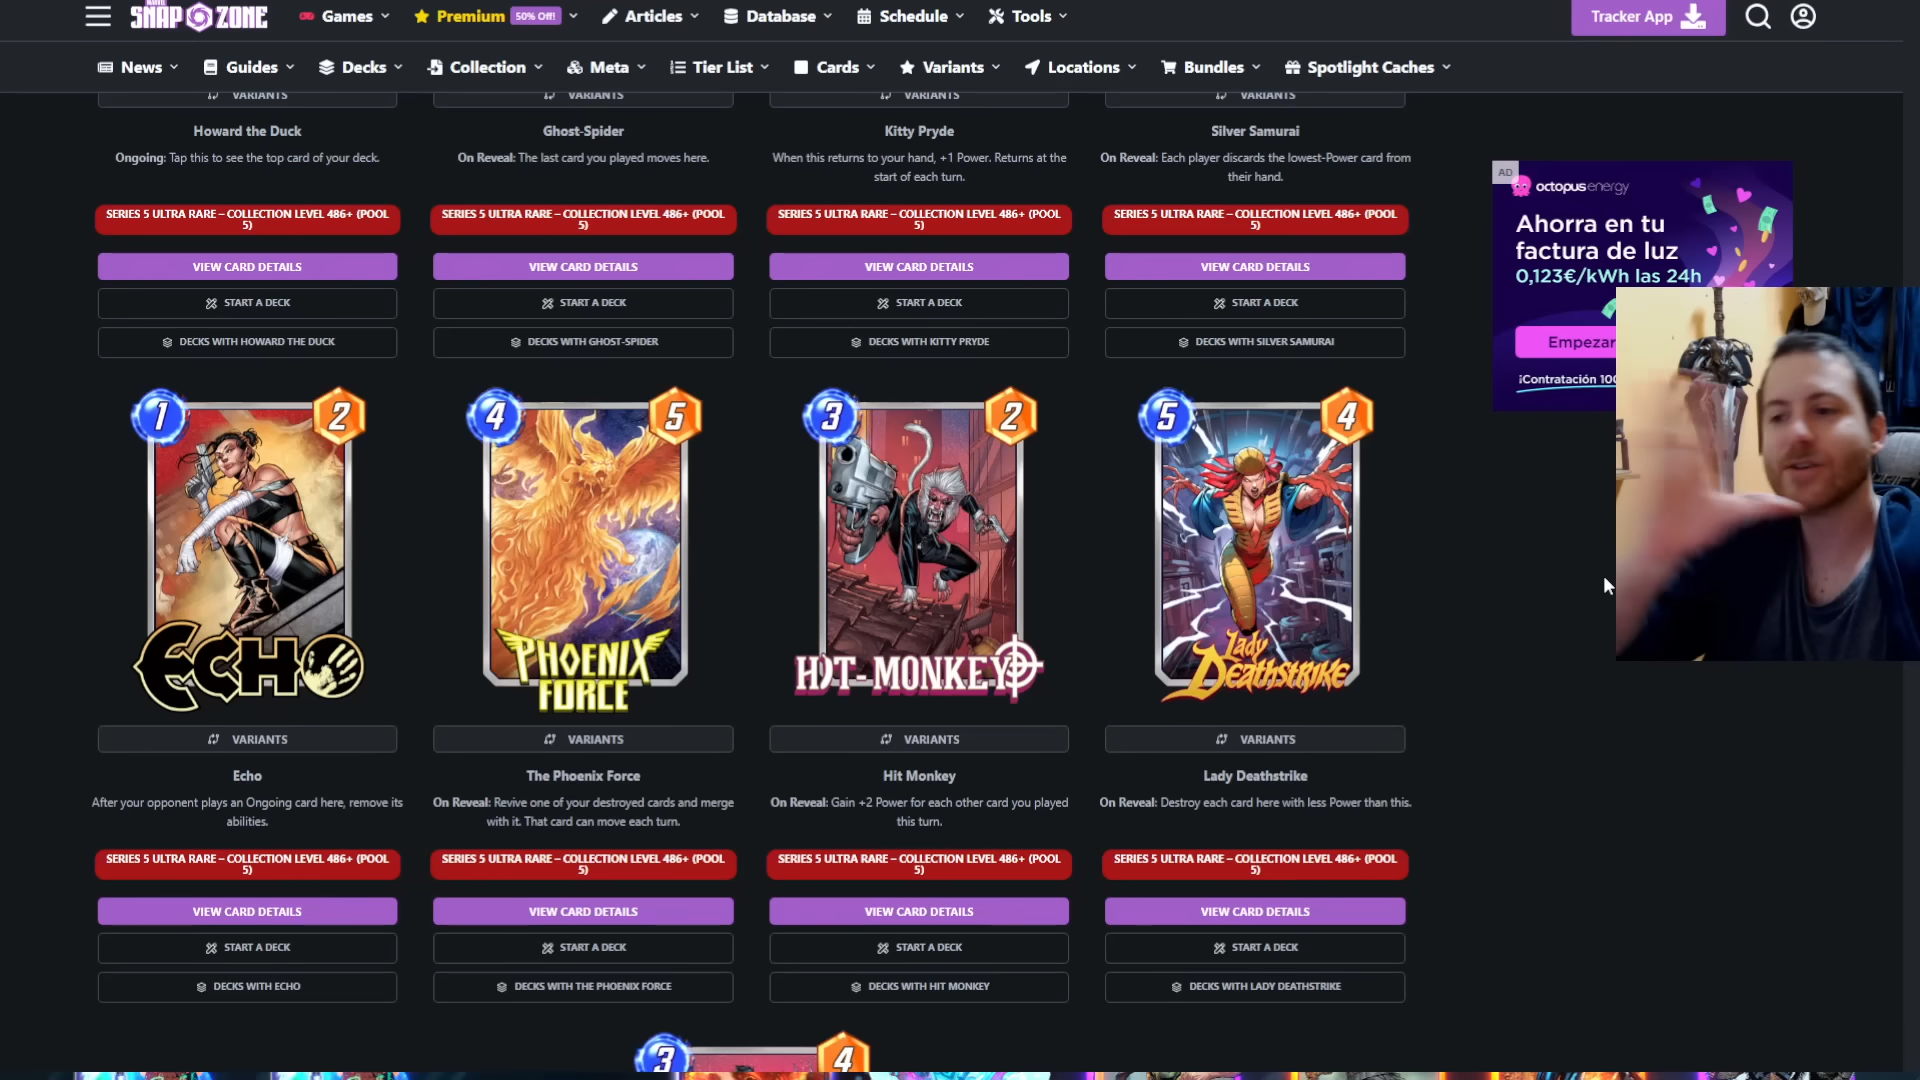 MARVEL
SNAP ZONE
Games
Premium 50% Off!
Articles
Database
Schedule
Tools
Tracker App
News
Guides
Decks
Collection
Meta
Tier List
Cards
Variants
Locations
Bundles
Spotlight Caches
VARIANTS
VARIANTS
VARIANTS
VARIANTS
Howard the Duck
Ongoing: Tap this to see the top card of your deck.
SERIES 5 ULTRA RARE – COLLECTION LEVEL 486+ (POOL
5)
VIEW CARD DETAILS
START A DECK
DECKS WITH HOWARD THE DUCK
Ghost-Spider
On Reveal: The last card you played moves here.
SERIES 5 ULTRA RARE – COLLECTION LEVEL 486+ (POOL
5)
VIEW CARD DETAILS
START A DECK
DECKS WITH GHOST-SPIDER
Kitty Pryde
When this returns to your hand, +1 Power. Returns at the
start of each turn.
SERIES 5 ULTRA RARE – COLLECTION LEVEL 486+ (POOL
5)
VIEW CARD DETAILS
START A DECK
DECKS WITH KITTY PRYDE
Silver Samurai
On Reveal: Each player discards the lowest-Power card from
their hand.
SERIES 5 ULTRA RARE – COLLECTION LEVEL 486+ (POOL
5)
VIEW CARD DETAILS
START A DECK
DECKS WITH SILVER SAMURAI
AD
octopusenergy
Ahorra en tu
factura de luz
0,123€/kWh las 24h
Empezar
¡Contratación 100
1 2
ECHO
VARIANTS
Echo
After your opponent plays an Ongoing card here, remove its
abilities.
SERIES 5 ULTRA RARE – COLLECTION LEVEL 486+ (POOL
5)
VIEW CARD DETAILS
START A DECK
DECKS WITH ECHO
4 5
PHOENIX
FORCE
VARIANTS
The Phoenix Force
On Reveal: Revive one of your destroyed cards and merge
with it. That card can move each turn.
SERIES 5 ULTRA RARE – COLLECTION LEVEL 486+ (POOL
5)
VIEW CARD DETAILS
START A DECK
DECKS WITH THE PHOENIX FORCE
3 2
HIT-MONKEY
VARIANTS
Hit Monkey
On Reveal: Gain +2 Power for each other card you played
this turn.
SERIES 5 ULTRA RARE – COLLECTION LEVEL 486+ (POOL
5)
VIEW CARD DETAILS
START A DECK
DECKS WITH HIT MONKEY
5 4
Lady
Deathstrike
VARIANTS
Lady Deathstrike
On Reveal: Destroy each card here with less Power than this.
SERIES 5 ULTRA RARE – COLLECTION LEVEL 486+ (POOL
5)
VIEW CARD DETAILS
START A DECK
DECKS WITH LADY DEATHSTRIKE
3 4